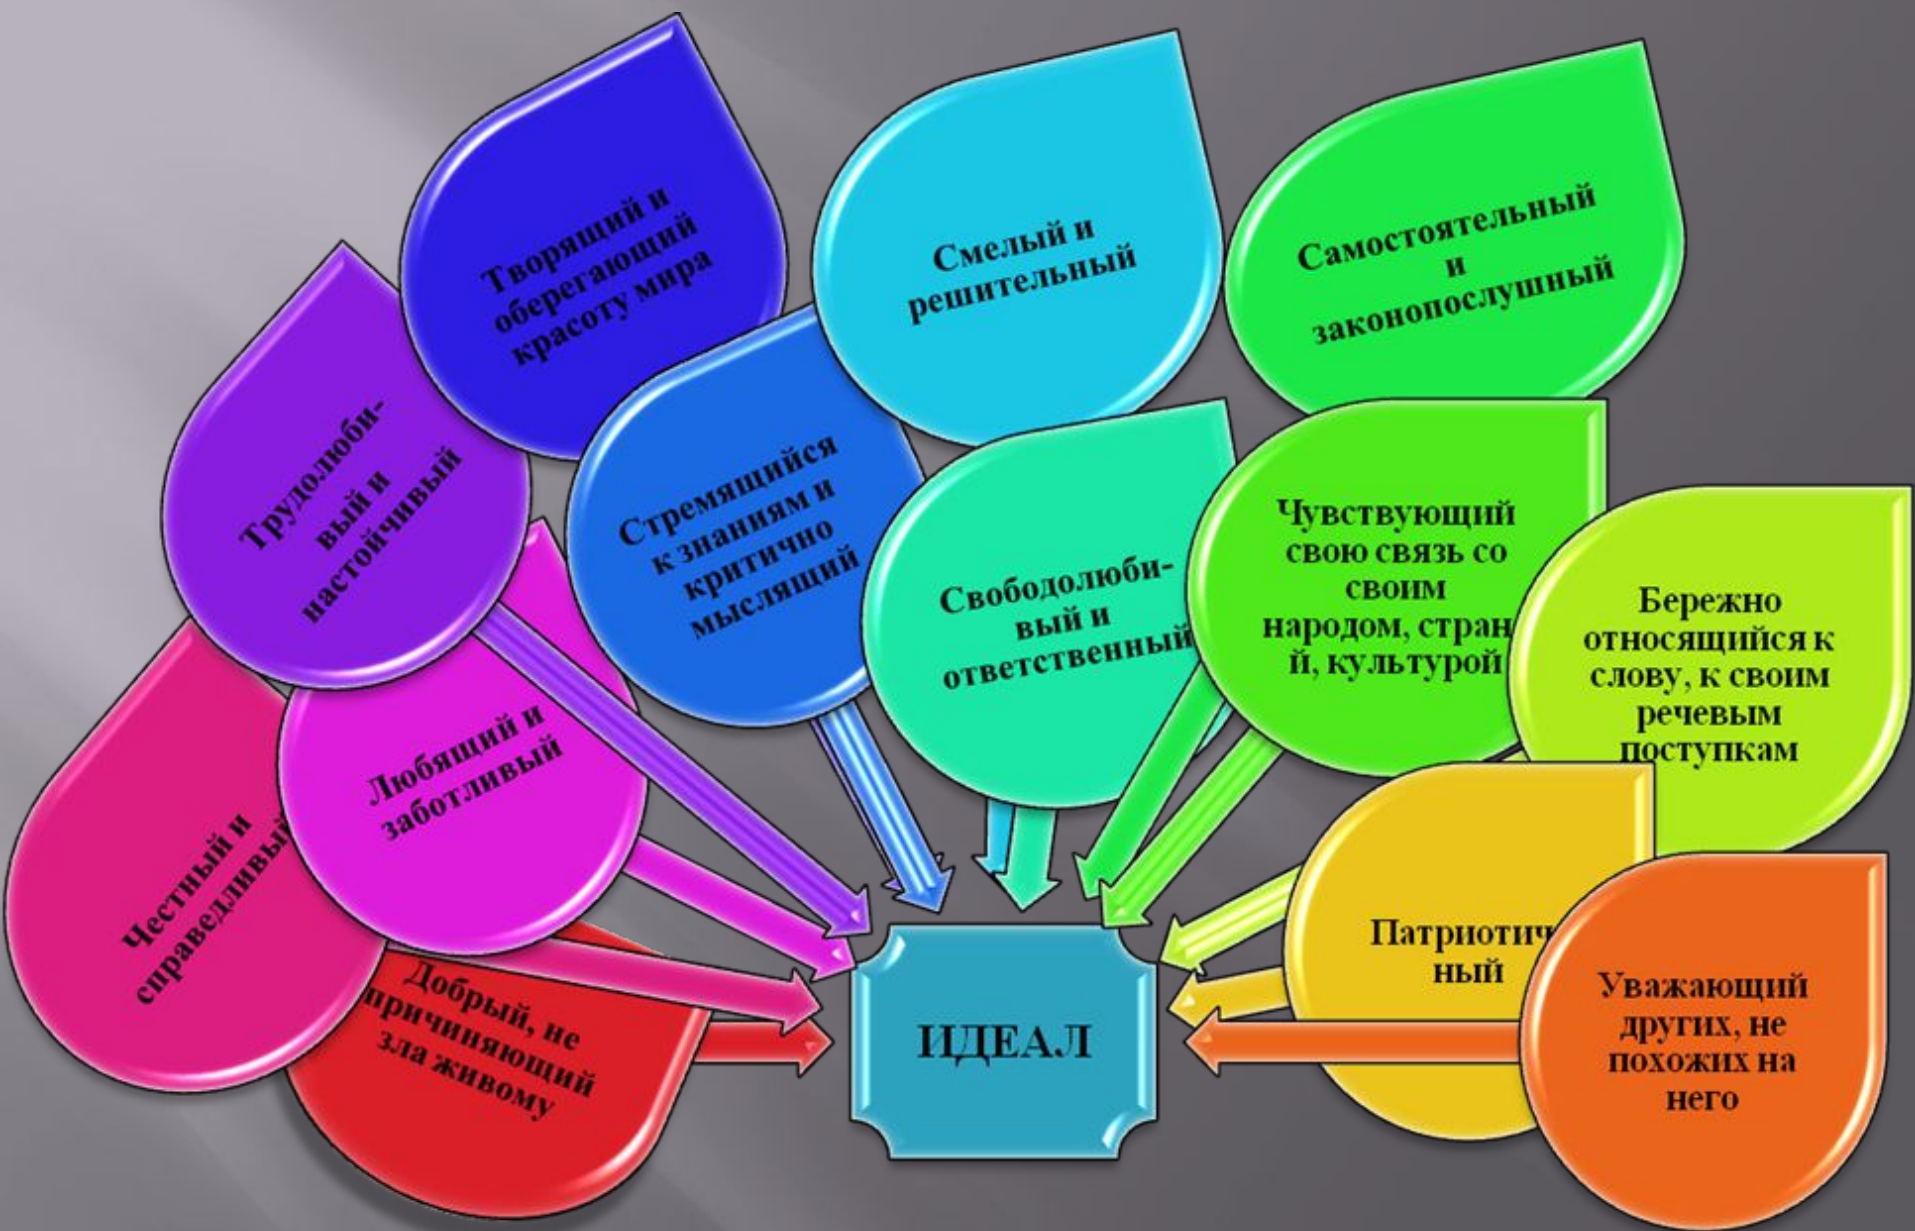 Творящий и
оберегающий
красоту мира
Смелый и
решительный
Самостоятельный
и
законопослушный
Трудолюби-
вый и
настойчивый
Стремящийся
к знаниям и
критично
мыслящий
Свободолюби-
вый и
ответственный
Чувствующий
свою связь со
своим
народом, стран
й, культурой
Бережно
относящийся к
слову, к своим
речевым
поступкам
Любящий и
заботливый
Честный и
справедливый
Добрый, не
причиняющий
зла живому
Патриотич
ный
Уважающий
других, не
похожих на
него
ИДЕАЛ